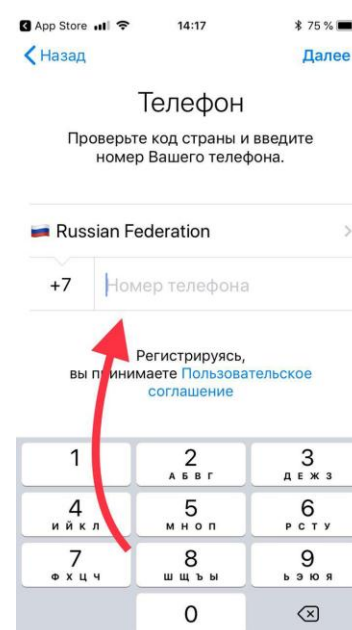 App Store 14:17 75 %
Назад Далее
Телефон
Проверьте код страны и введите
номер Вашего телефона.
Russian Federation
+7 Номер телефона
Регистрируясь,
вы принимаете Пользовательское
соглашение
1 2 3
А Б В Г Д Е Ж З
4 5 6
И Й К Л М Н О П Р С Т У
7 8 9
Ф Х Ц Ч Ш Щ Ъ Ы Ь Э Ю Я
0